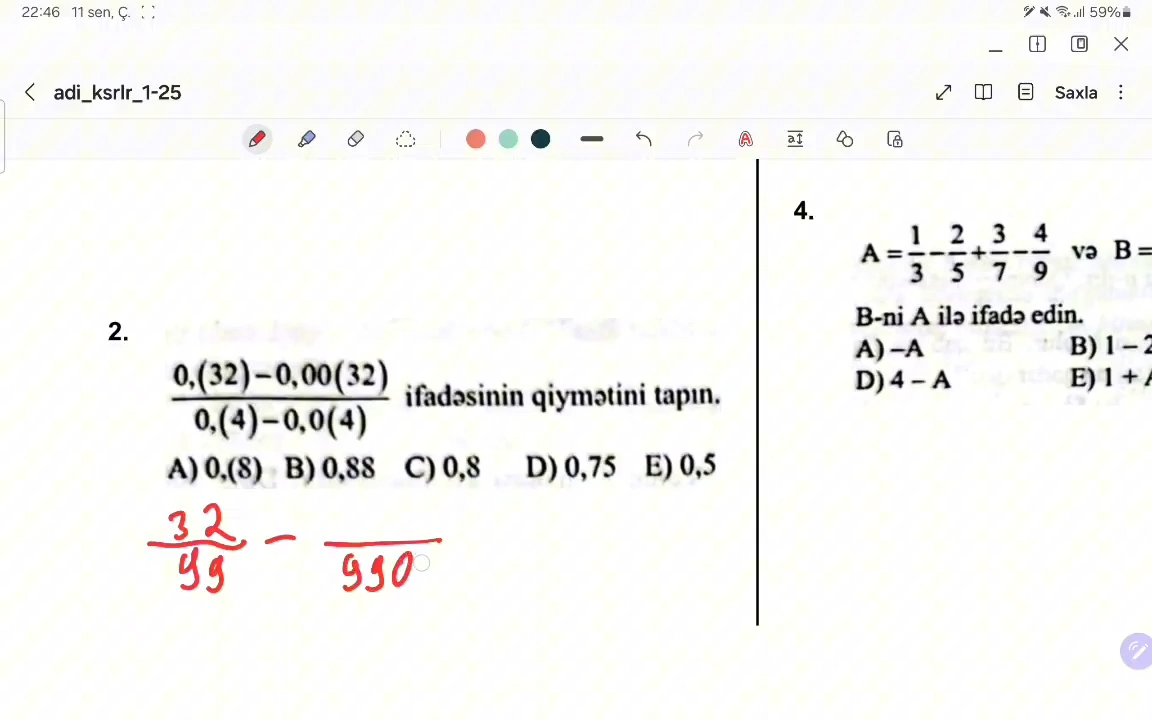 22:46 11 sen, Ç. 59%
adi_ksrlr_1-25
Saxla
2.
0,(32)–0,00(32)
0,(4)–0,0(4)
ifadəsinin qiymətini tapın.
A) 0,(8) B) 0,88 C) 0,8 D) 0,75 E) 0,5
32
99
–
990
4.
A = 1/3 – 2/5 + 3/7 – 4/9 və B =
B-ni A ilə ifadə edin.
A) –A B) 1 – 2
D) 4 – A E) 1 + A